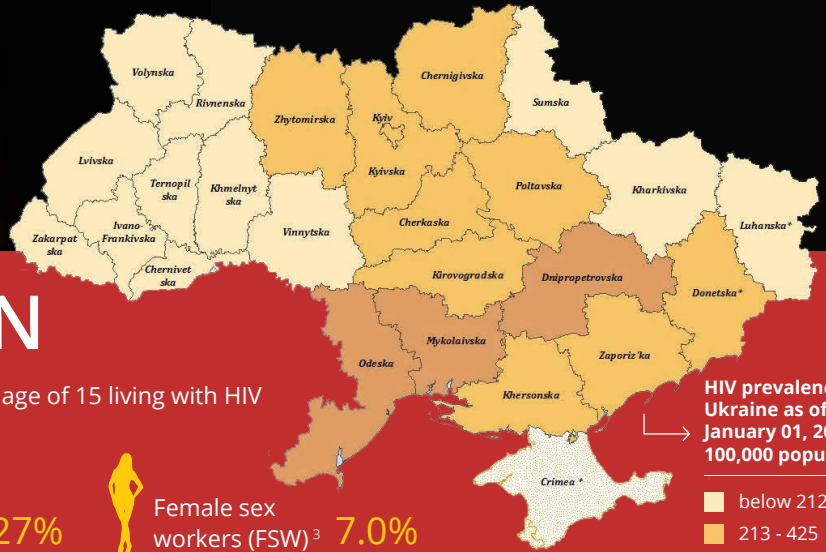 Volynska
Rivnenska
Zhytomirska
Kyiv
Chernigivska
Sumska
Lvivska
Ternopil
ska
Khmelnyt
ska
Kyivska
Poltavska
Kharkivska
Luhanska*
Zakarpat
ska
Ivano-
Frankivska
Chernivet
ska
Vinnytska
Cherkaska
Kirovogradska
Dnipropetrovska
Donetska*
Odeska
Mykolaivska
Zaporiz'ka
Khersonska
Crimea *
N
age of 15 living with HIV
27%
Female sex
workers (FSW) 3 7.0%
HIV
Ukraine as of
January 01,
100,000
below 212
213 - 425